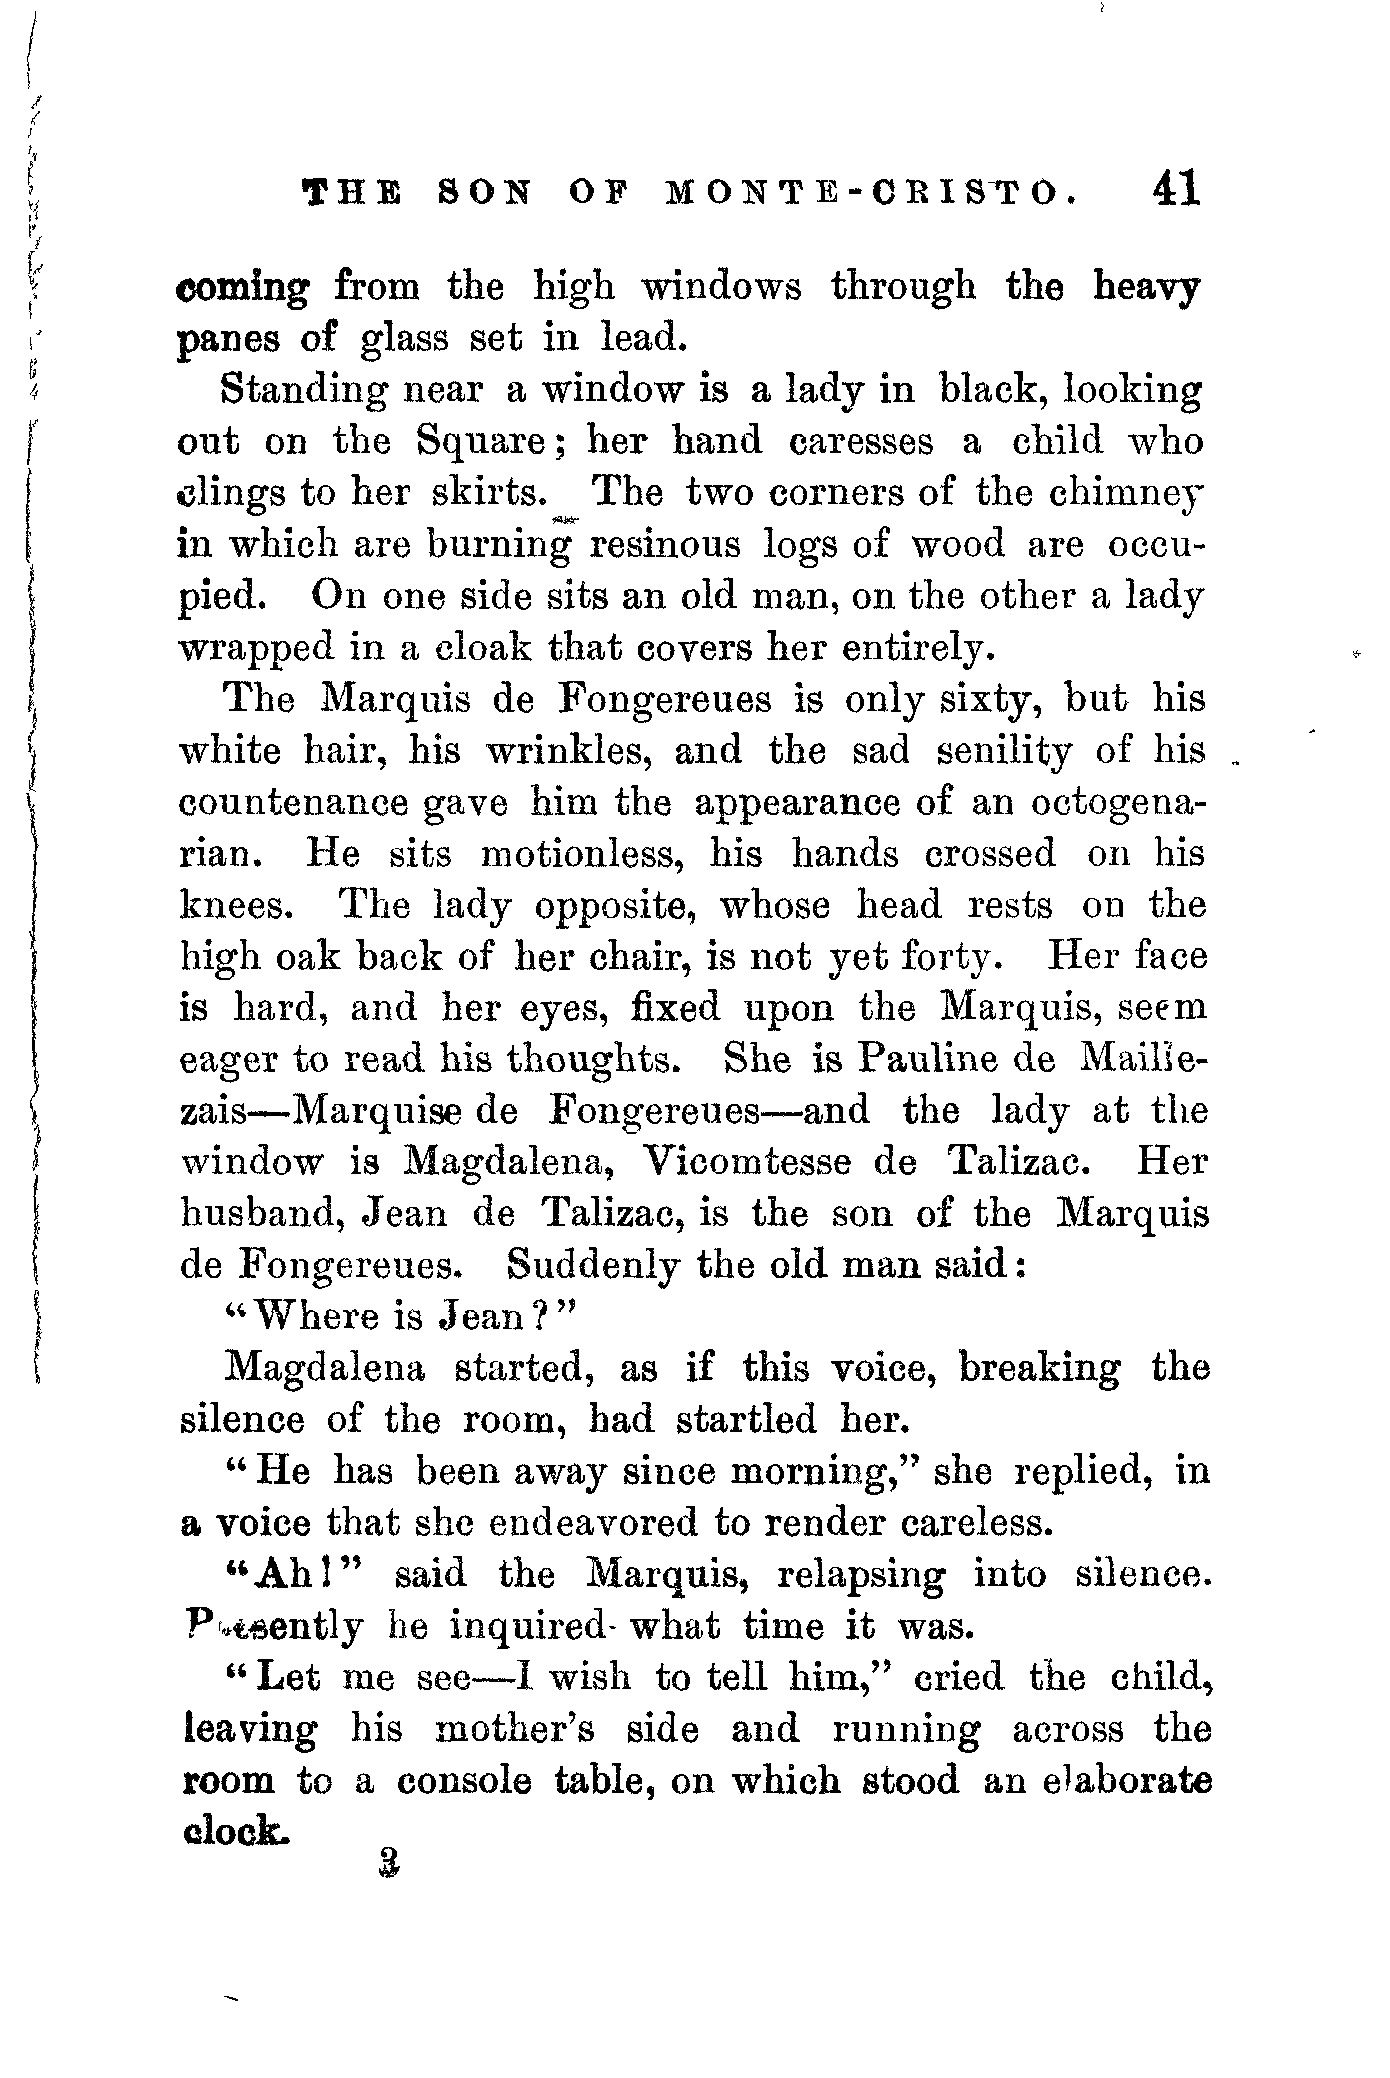 THE SON OF MONTE-CRISTO. 41
coming from the high windows through the heavy
panes of glass set in lead.
Standing near a window is a lady in black, looking
out on the Square; her hand caresses a child who
clings to her skirts. The two corners of the chimney
in which are burning resinous logs of wood are occu-
pied. On one side sits an old man, on the other a lady
wrapped in a cloak that covers her entirely.
The Marquis de Fongereues is only sixty, but his
white hair, his wrinkles, and the sad senility of his
countenance gave him the appearance of an octogena-
rian. He sits motionless, his hands crossed on his
knees. The lady opposite, whose head rests on the
high oak back of her chair, is not yet forty. Her face
is hard, and her eyes, fixed upon the Marquis, seem
eager to read his thoughts. She is Pauline de Maille-
zais—Marquise de Fongereues—and the lady at the
window is Magdalena, Vicomtesse de Talizac. Her
husband, Jean de Talizac, is the son of the Marquis
de Fongereues. Suddenly the old man said:
"Where is Jean?"
Magdalena started, as if this voice, breaking the
silence of the room, had startled her.
"He has been away since morning," she replied, in
a voice that she endeavored to render careless.
"Ah!" said the Marquis, relapsing into silence.
Presently he inquired what time it was.
"Let me see—I wish to tell him," cried the child,
leaving his mother's side and running across the
room to a console table, on which stood an elaborate
clock.
3